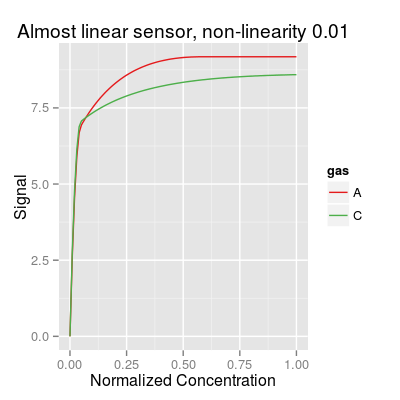 Almost linear sensor, non-linearity 0.01
7.5
5.0
2.5
0.0
Signal
0.00 0.25 0.50 0.75 1.00
Normalized Concentration
gas
A
C